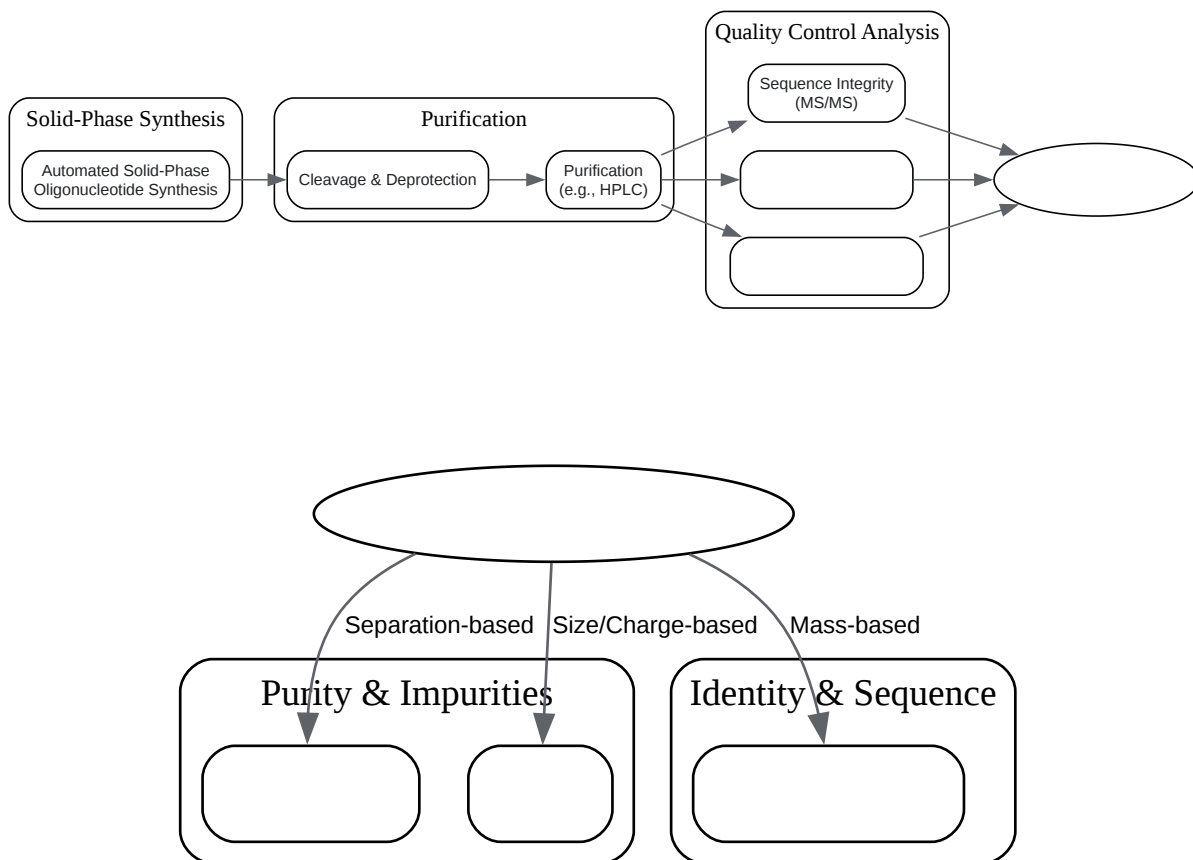 Quality Control Analysis
Sequence Integrity
(MS/MS)
Solid-Phase Synthesis
Automated Solid-Phase
Oligonucleotide Synthesis
Purification
Cleavage & Deprotection
Purification
(e.g., HPLC)
Separation-based
Size/Charge-based
Mass-based
Purity & Impurities
Identity & Sequence